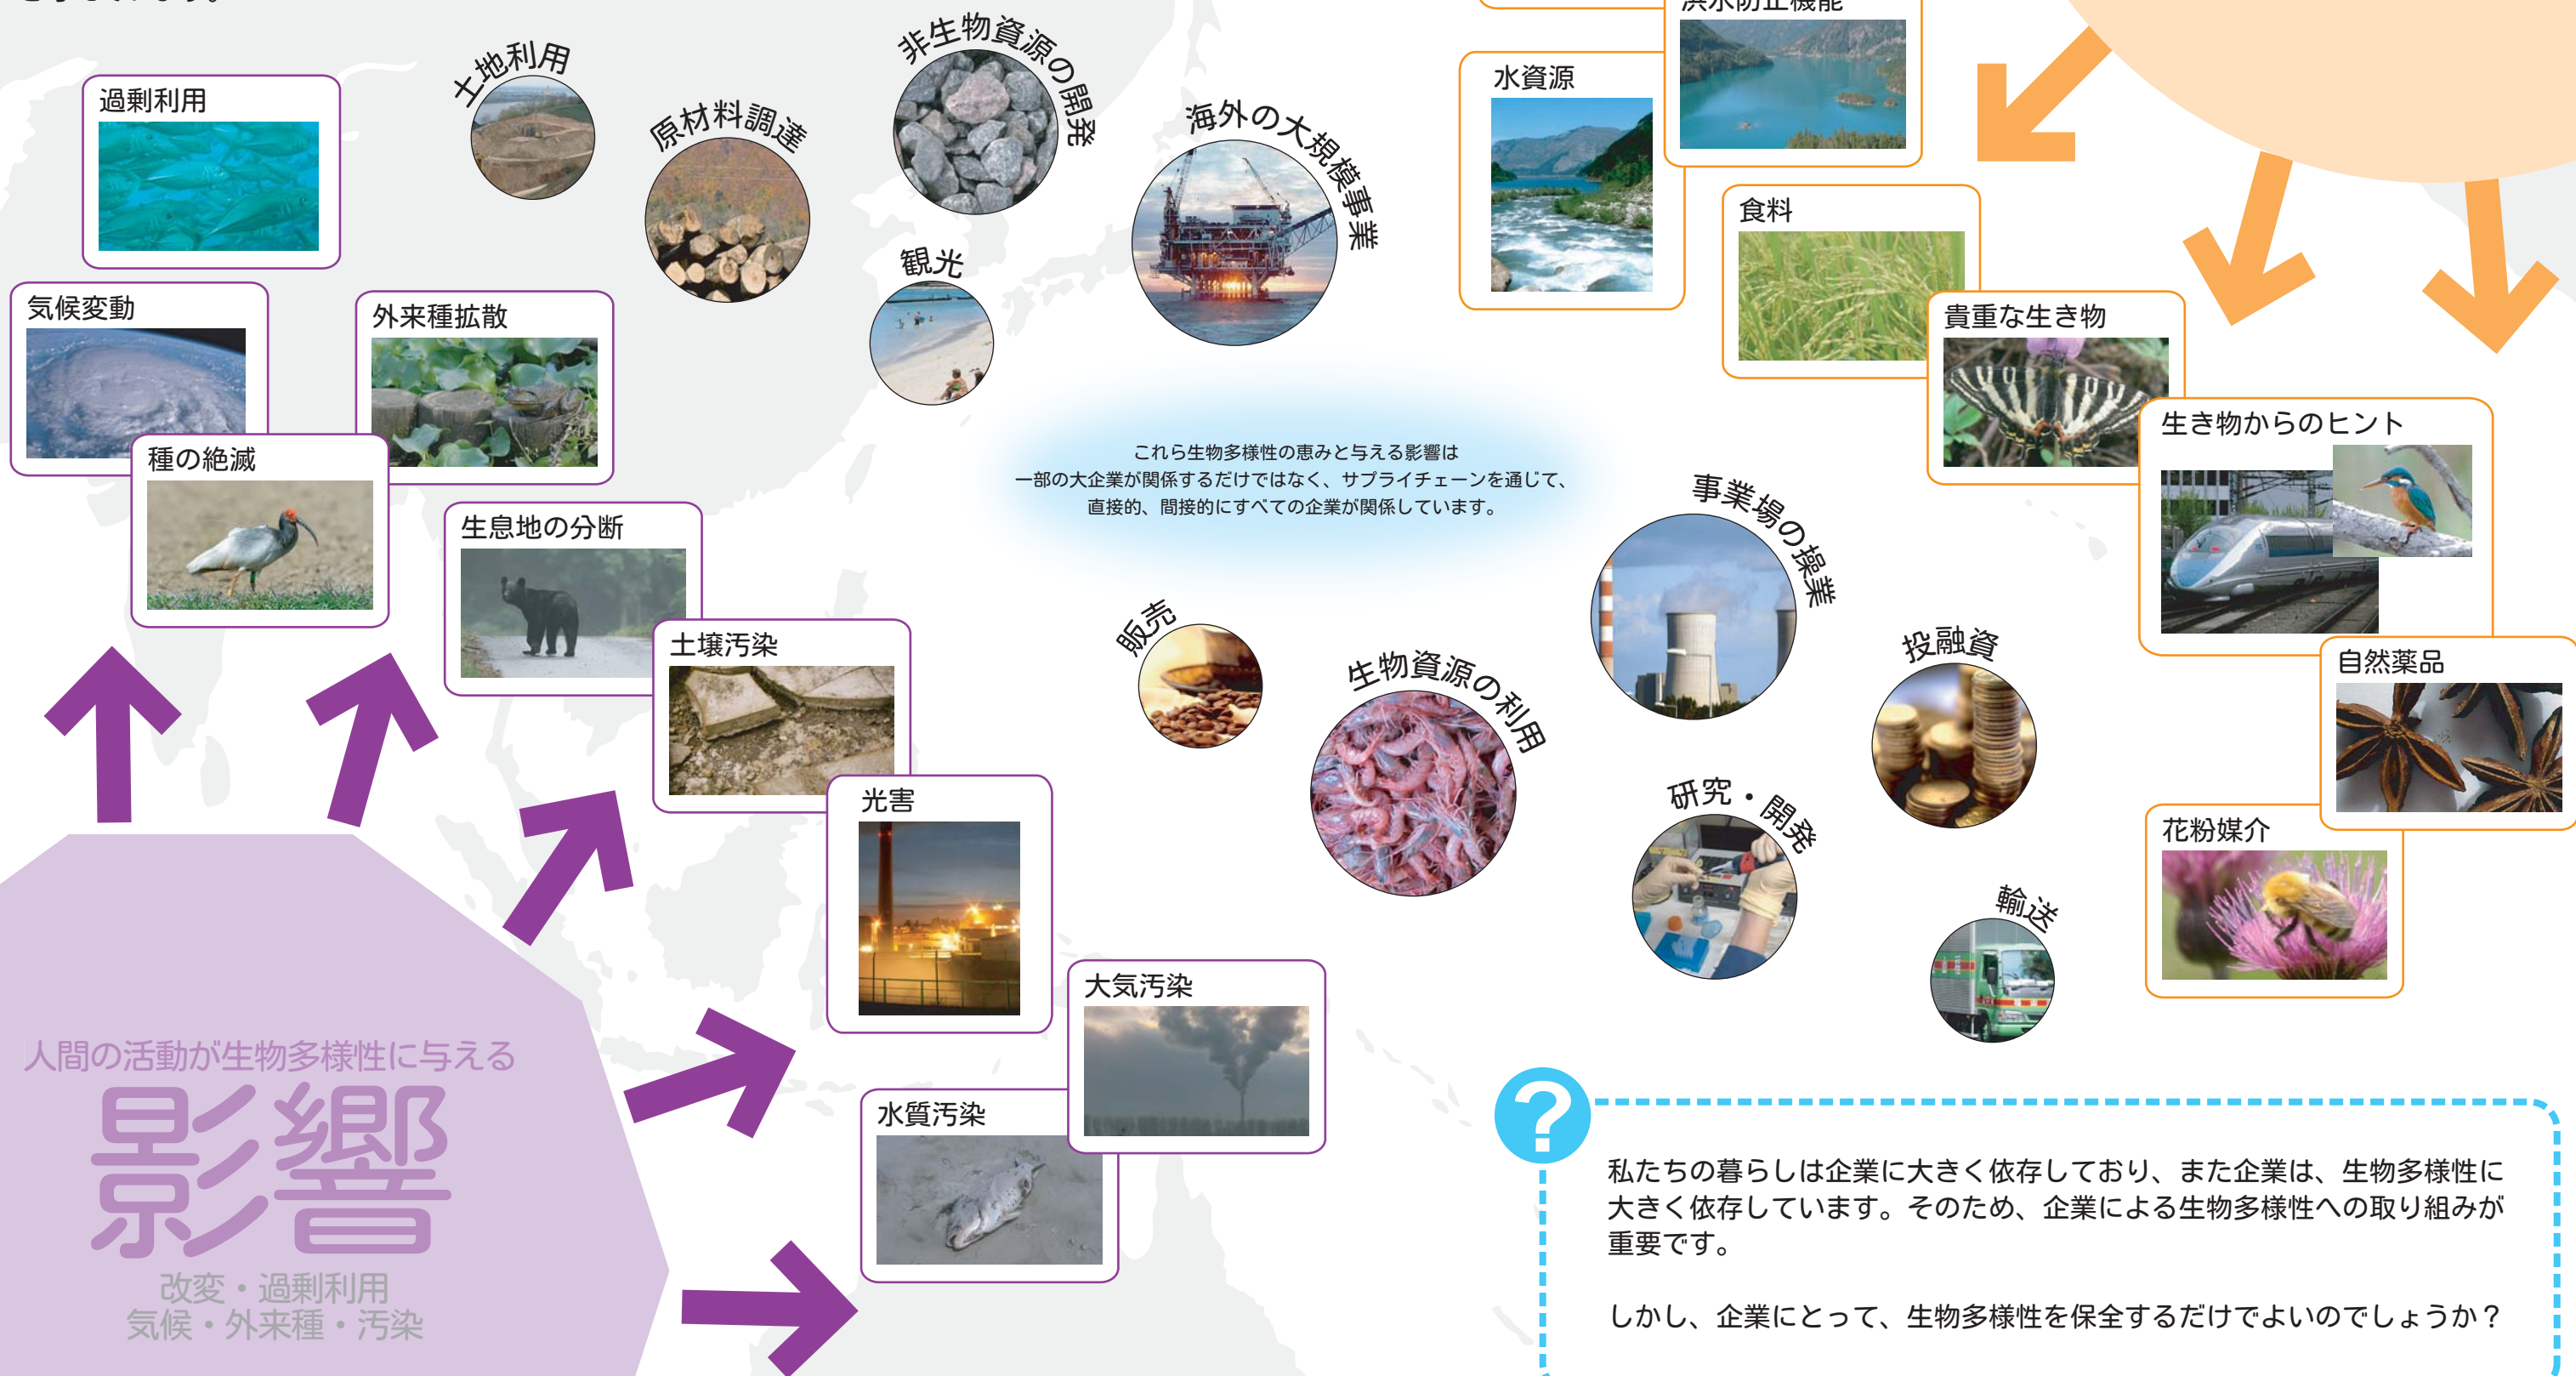 洪水防止機能
水資源
食料
貴重な生き物
生き物からのヒント
自然薬品
花粉媒介
土地利用
原材料調達
非生物資源の開発
海外の大規模事業
観光
過剰利用
気候変動
外来種拡散
種の絶滅
生息地の分断
土壌汚染
光害
大気汚染
水質汚染
これら生物多様性の恵みと与える影響は
一部の大企業が関係するだけではなく、サプライチェーンを通じて、
直接的、間接的にすべての企業が関係しています。
販売
生物資源の利用
事業場の操業
投融資
研究・開発
輸送
人間の活動が生物多様性に与える
影響
改変・過剰利用
気候・外来種・汚染
?
私たちの暮らしは企業に大きく依存しており、また企業は、生物多様性に
大きく依存しています。そのため、企業による生物多様性への取り組みが
重要です。
しかし、企業にとって、生物多様性を保全するだけでよいのでしょうか？